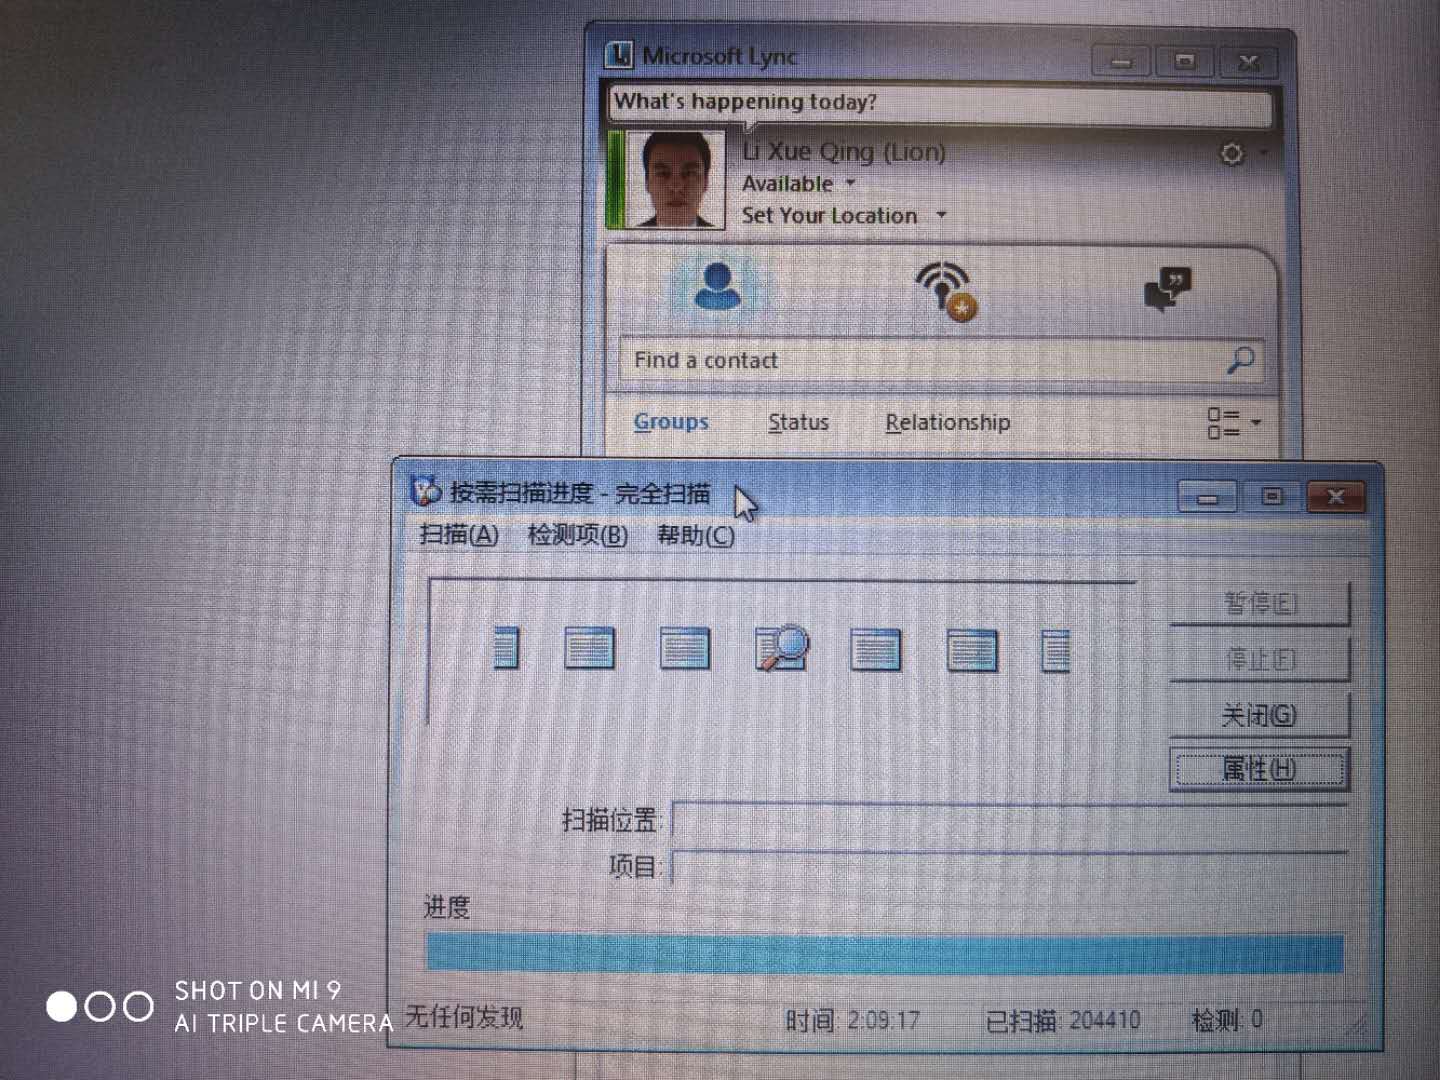 Microsoft Lync
What's happening today?
Li Xue Qing (Lion)
Available
Set Your Location
Find a contact
Groups Status Relationship
按需扫描进度 - 完全扫描
扫描(A) 检测项(B) 帮助(C)
暂停(E)
停止(F)
关闭(G)
属性(H)
扫描位置:
项目:
进度
无任何发现 时间: 2:09:17 已扫描: 204410 检测: 0
SHOT ON MI 9
AI TRIPLE CAMERA